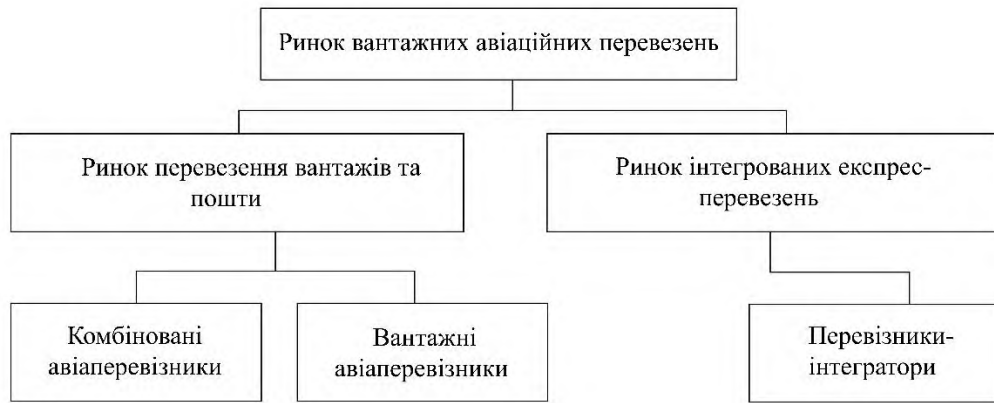 Ринок вантажних авіаційних перевезень
Ринок перевезення вантажів та
пошти
Ринок інтегрованих експрес-
перевезень
Комбіновані
авіаперевізники
Вантажні
авіаперевізники
Перевізники-
інтегратори